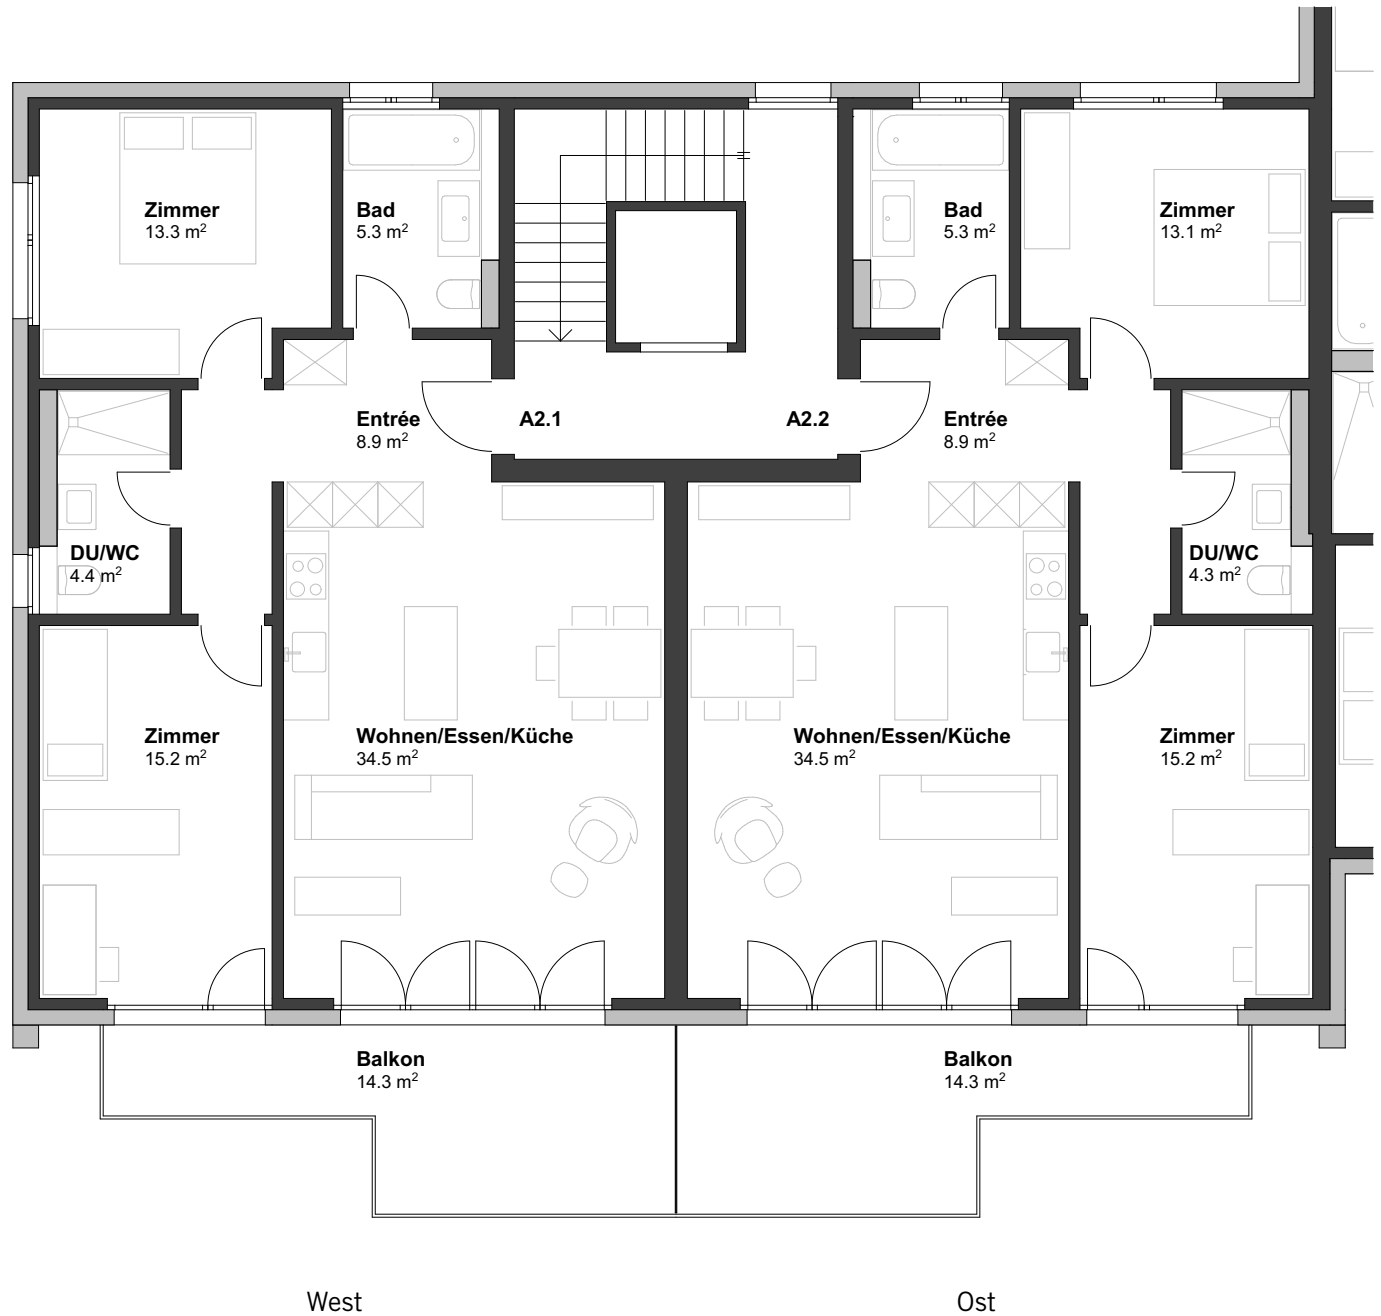 Zimmer
13.3 m²
Bad
5.3 m²
Bad
5.3 m²
Zimmer
13.1 m²
Entrée
8.9 m²
A2.1
A2.2
Entrée
8.9 m²
DU/WC
4.4 m²
DU/WC
4.3 m²
Zimmer
15.2 m²
Wohnen/Essen/Küche
34.5 m²
Wohnen/Essen/Küche
34.5 m²
Zimmer
15.2 m²
Balkon
14.3 m²
Balkon
14.3 m²
West
Ost